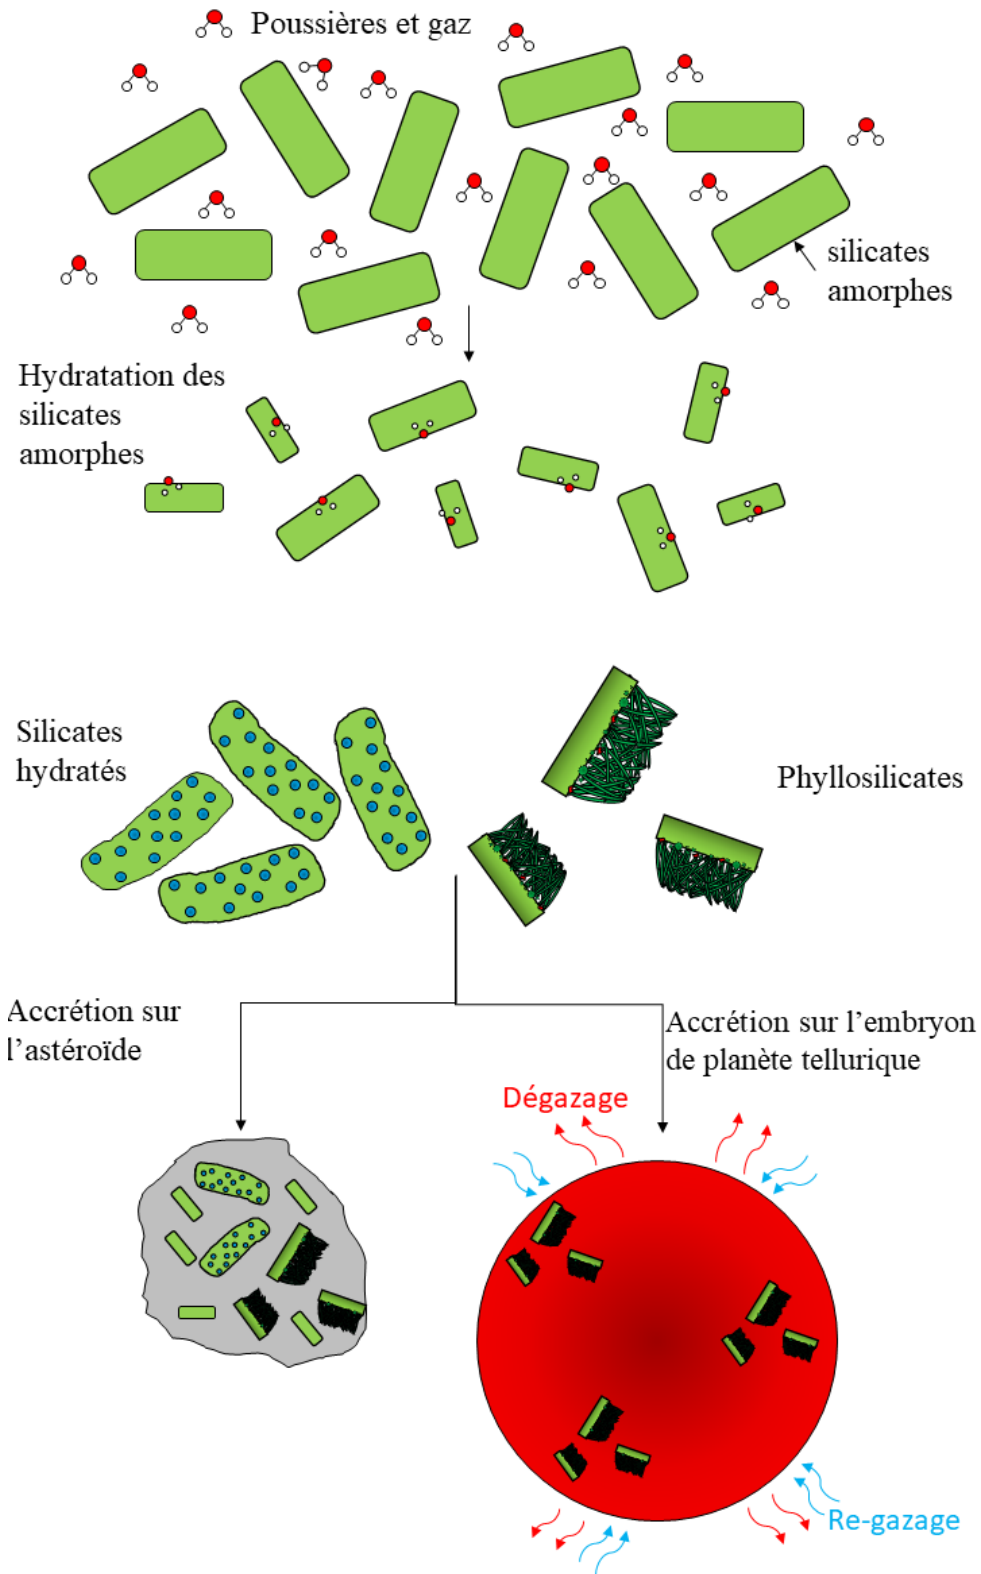 Poussières et gaz
silicates
amorphes
Hydratation des
silicates
amorphes
Silicates
hydratés
Phyllosilicates
Accrétion sur
l’astéroïde
Accrétion sur l’embryon
de planète tellurique
Dégazage
Re-gazage